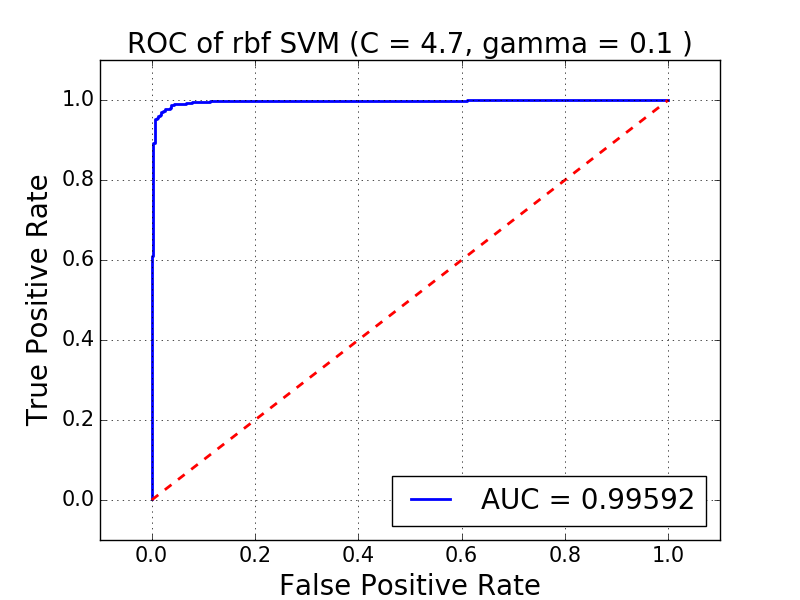 ROC of rbf SVM (C = 4.7, gamma = 0.1 )
True Positive Rate
1.0
0.8
0.6
0.4
0.2
0.0
AUC = 0.99592
0.0 0.2 0.4 0.6 0.8 1.0
False Positive Rate